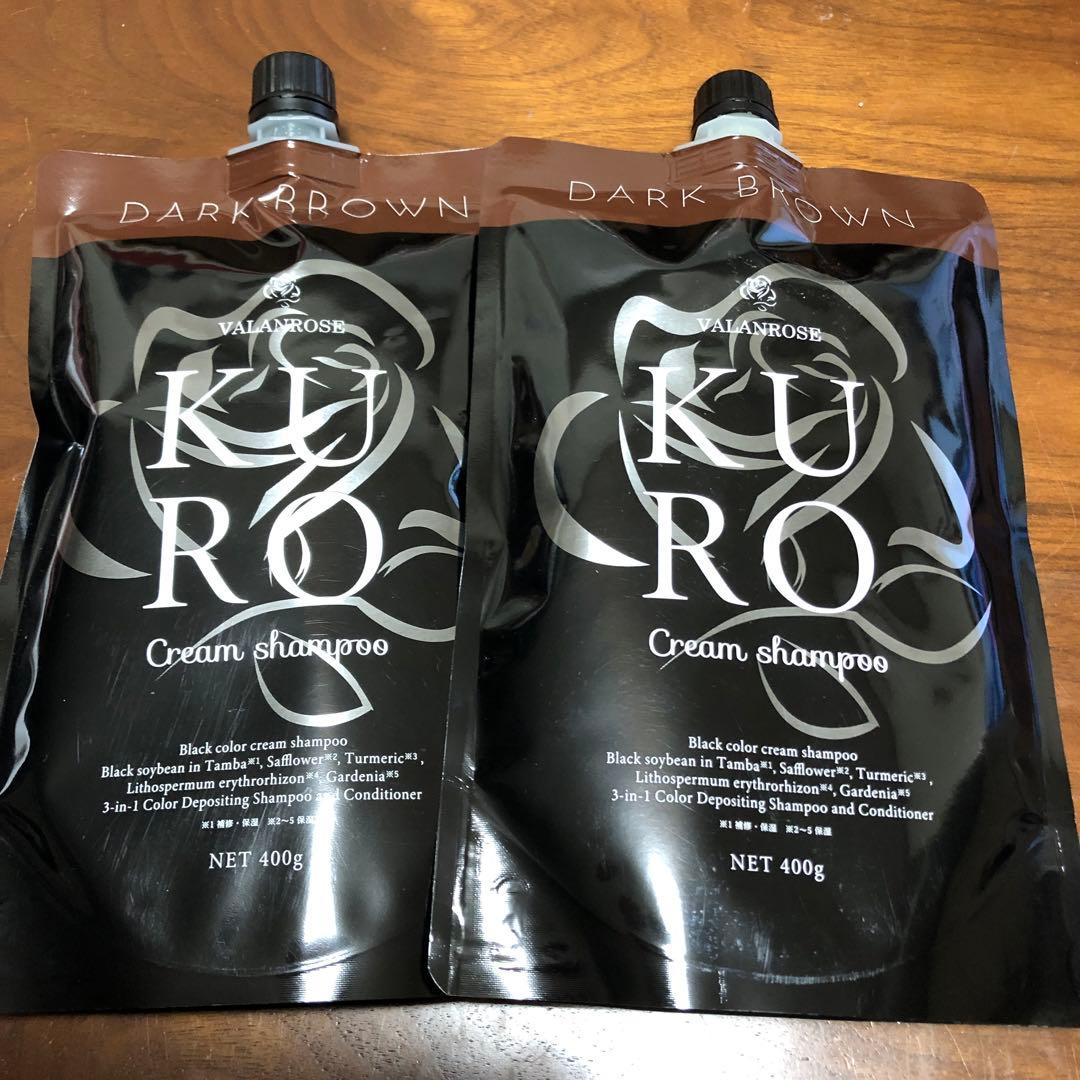 DARK BROWN
VALANROSE
KU
RO
Cream shampoo
Black color cream shampoo
Black soybean in Tamba※1, Safflower※2, Turmeric※3,
Lithospermum erythrorhizon※4, Gardenia※5
3-in-1 Color Depositing Shampoo and Conditioner
※1 補修・保湿 ※2～5 保湿
NET 400g
DARK BROWN
VALANROSE
KU
RO
Cream shampoo
Black color cream shampoo
Black soybean in Tamba※1, Safflower※2, Turmeric※3,
Lithospermum erythrorhizon※4, Gardenia※5
3-in-1 Color Depositing Shampoo and Conditioner
※1 補修・保湿 ※2～5 保湿
NET 400g